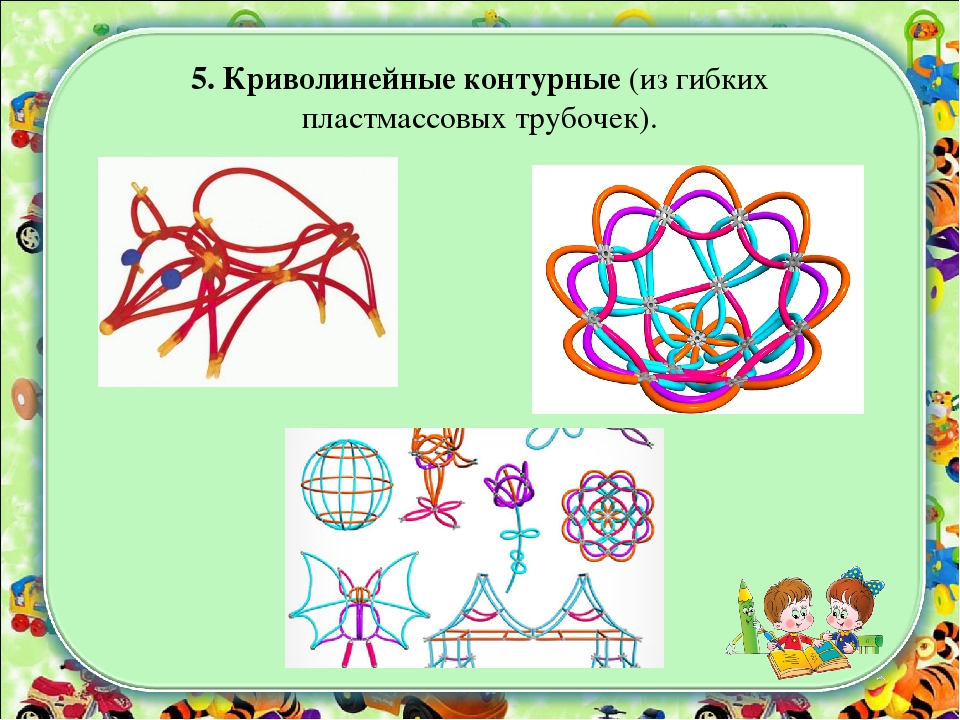 5. Криволинейные контурные (из гибких
пластмассовых трубочек).